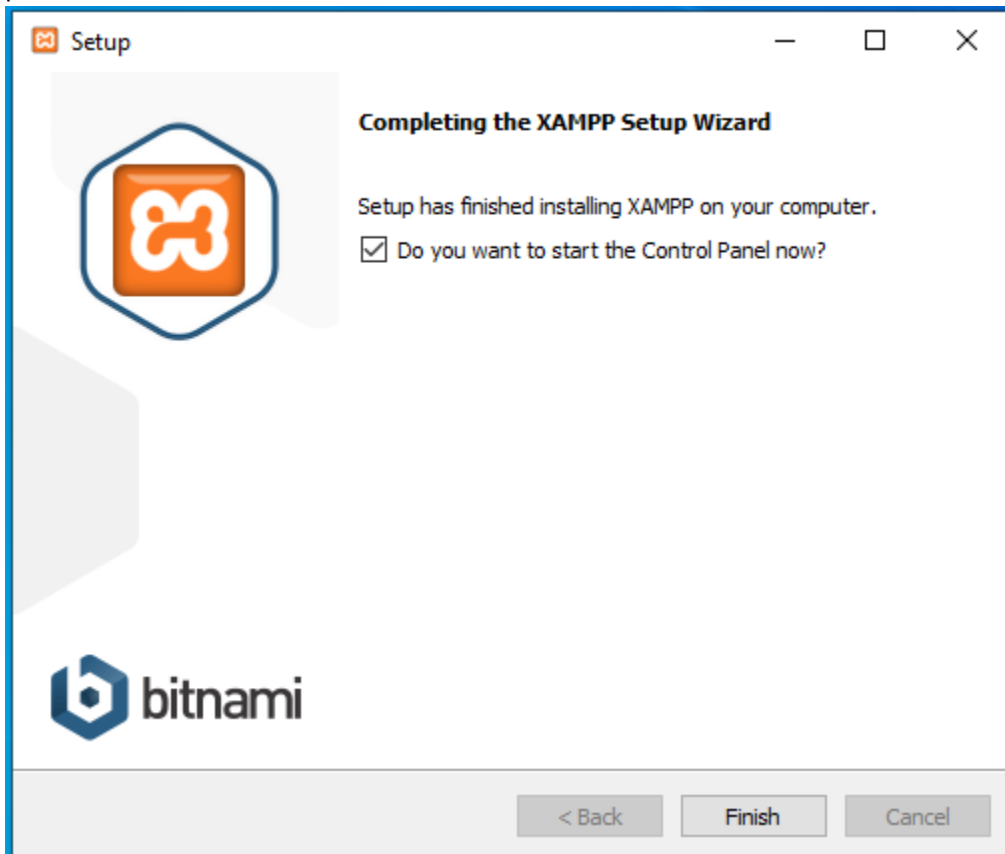 Setup
Completing the XAMPP Setup Wizard
Setup has finished installing XAMPP on your computer.
Do you want to start the Control Panel now?
bitnami
< Back
Finish
Cancel